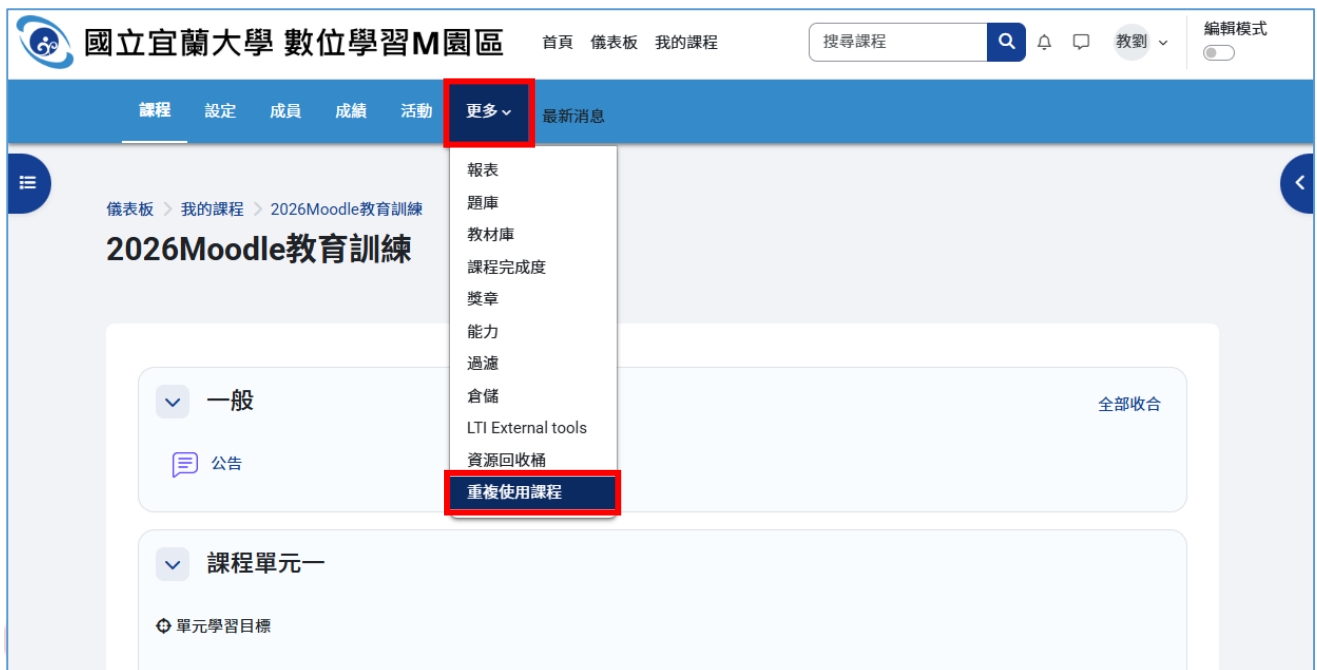 國立宜蘭大學 數位學習M園區 首頁 儀表板 我的課程 搜尋課程 教劉 編輯模式
課程 設定 成員 成績 活動 更多 最新消息
報表
題庫
教材庫
課程完成度
獎章
能力
過濾
倉儲
LTI External tools
資源回收桶
重複使用課程
儀表板 > 我的課程 > 2026Moodle教育訓練
2026Moodle教育訓練
一般 全部收合
公告
課程單元一
單元學習目標